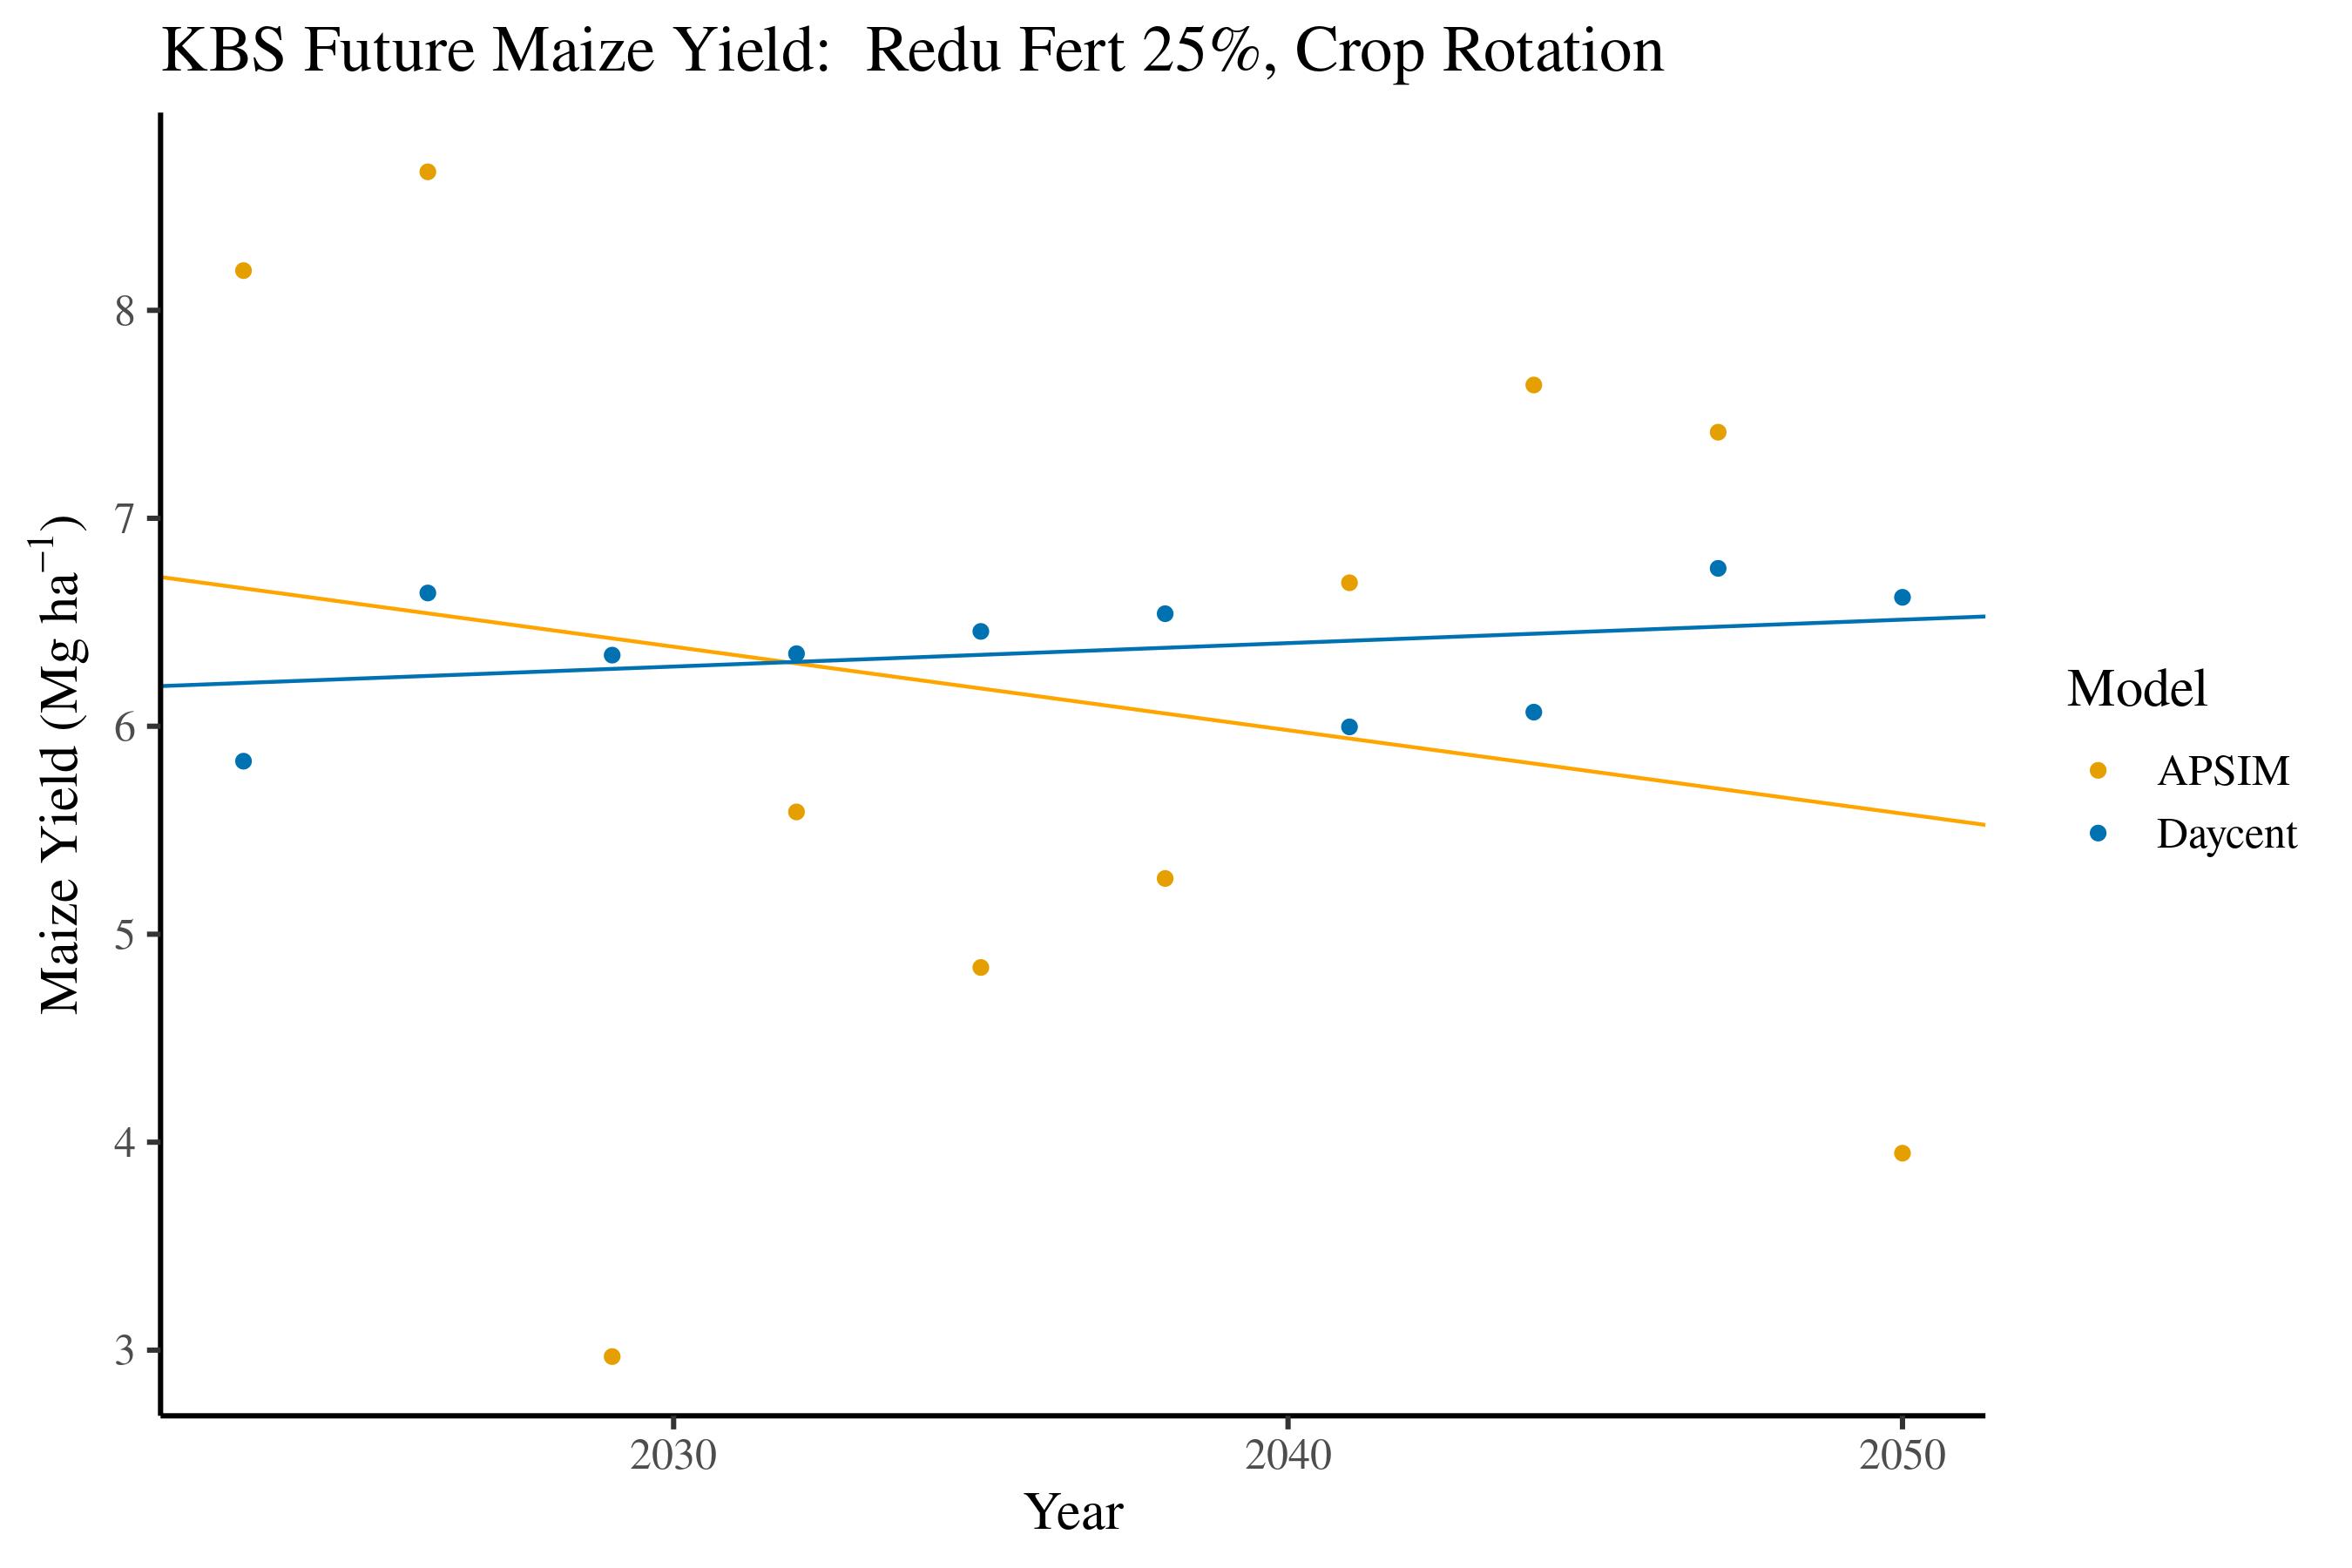 KBS Future Maize Yield:  Redu Fert 25%, Crop Rotation
Maize Yield (Mg ha⁻¹)
8
7
6
5
4
3
2030
2040
2050
Year
Model
APSIM
Daycent